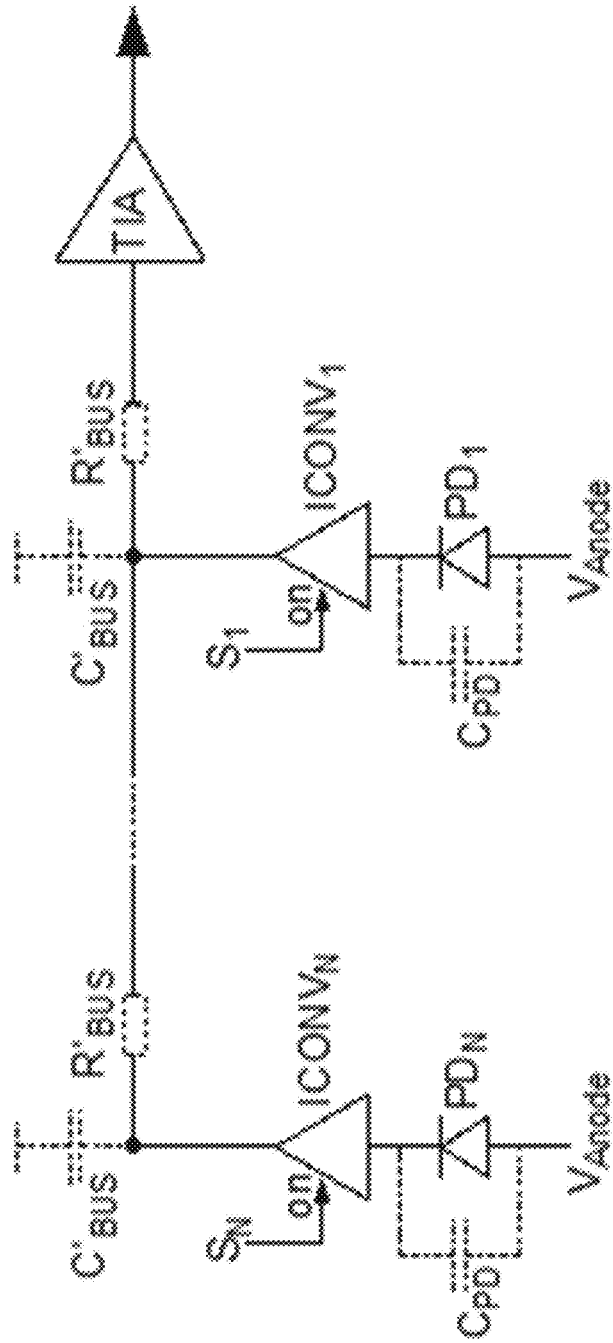 C'BUS
R'BUS
C'BUS
R'BUS
TIA
SN
on
ICONVN
S1
on
ICONV1
CPD
PDN
CPD
PD1
VAnode
VAnode